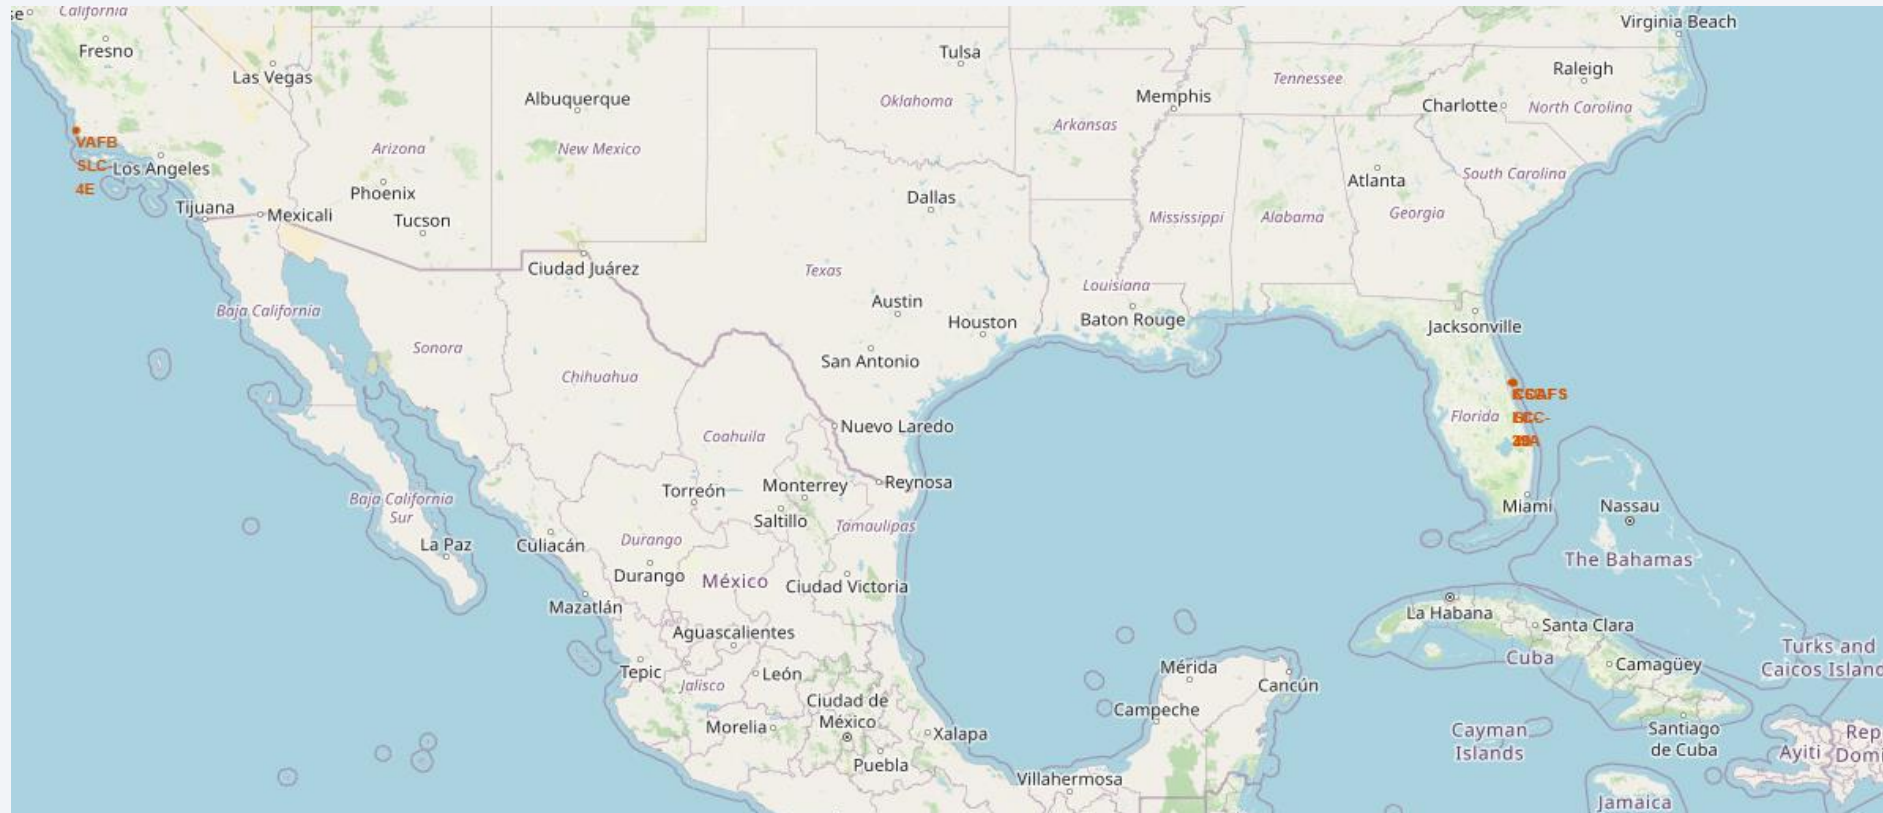 California
Virginia Beach
Fresno
Las Vegas
Tulsa
Raleigh
Tennessee
Albuquerque
Oklahoma
Memphis
Charlotte
North Carolina
Arkansas
VAFB
SLC-
4E
Los Angeles
Arizona
New Mexico
Phoenix
Atlanta
South Carolina
Dallas
Tijuana
Mexicali
Tucson
Mississippi
Alabama
Georgia
Ciudad Juárez
Texas
Louisiana
Baja California
Austin
Houston
Baton Rouge
Jacksonville
Sonora
San Antonio
Chihuahua
Florida
Nuevo Laredo
Coahuila
Torreón
Monterrey
Reynosa
Baja California
Sur
Saltillo
Tamaulipas
Miami
Nassau
La Paz
Culiacán
Durango
The Bahamas
Durango
México
Ciudad Victoria
Mazatlán
La Habana
Santa Clara
Aguascalientes
Turks and
Tepic
León
Mérida
Cuba
Camagüey
Jalisco
Cancún
Ciudad de
México
Campeche
Morelia
Xalapa
Cayman
Islands
Santiago
de Cuba
Puebla
Villahermosa
Ayiti
Jamaica